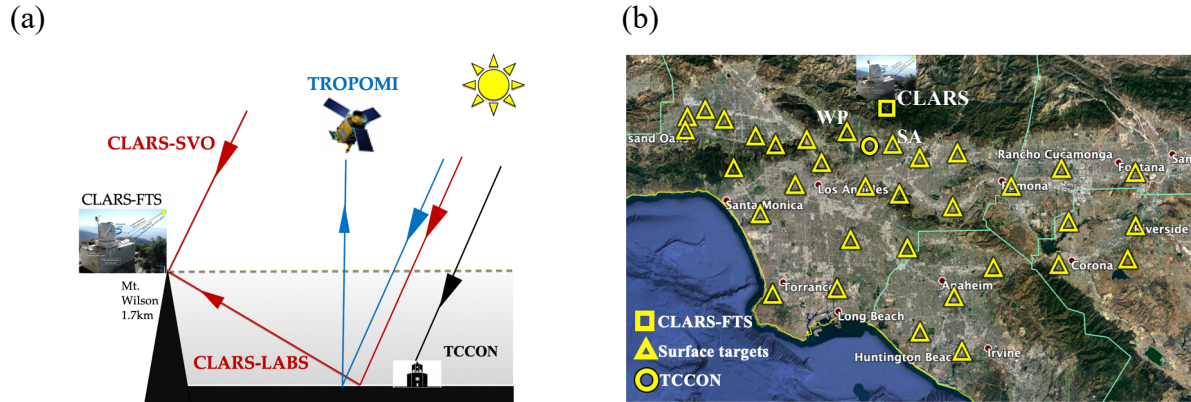 (a)
(b)
TROPOMI
CLARS-SVO
CLARS-FTS
Mt.
Wilson
1.7km
CLARS-LABS
TCCON
CLARS
WP
SA
sand Oaks
Rancho Cucamonga
Fontana
San
Los Angeles
Pomona
Santa Monica
Riverside
Corona
Torrance
Anaheim
Long Beach
CLARS-FTS
Surface targets
Huntington Beach
Irvine
TCCON